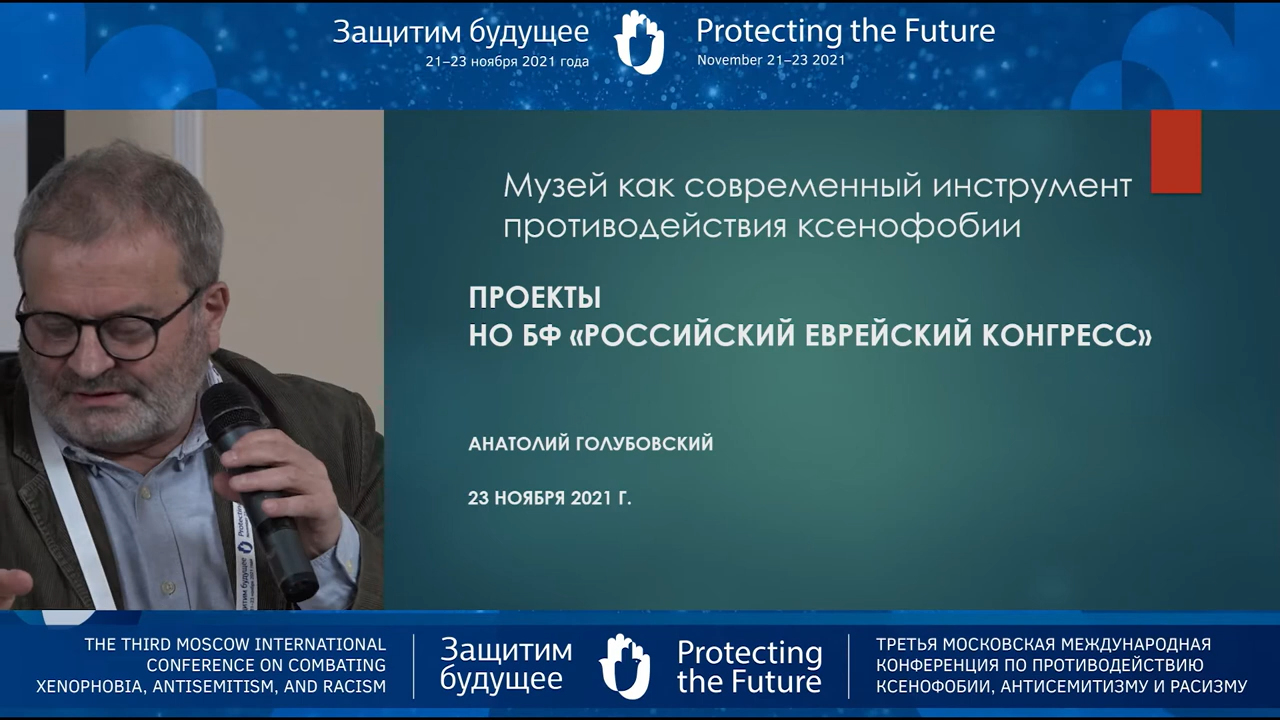 Защитим будущее
21–23 ноября 2021 года
Protecting the Future
November 21–23 2021
Музей как современный инструмент
противодействия ксенофобии
ПРОЕКТЫ
НО БФ «РОССИЙСКИЙ ЕВРЕЙСКИЙ КОНГРЕСС»
АНАТОЛИЙ ГОЛУБОВСКИЙ
23 НОЯБРЯ 2021 Г.
THE THIRD MOSCOW INTERNATIONAL
CONFERENCE ON COMBATING
XENOPHOBIA, ANTISEMITISM, AND RACISM
Защитим
будущее
Protecting
the Future
ТРЕТЬЯ МОСКОВСКАЯ МЕЖДУНАРОДНАЯ
КОНФЕРЕНЦИЯ ПО ПРОТИВОДЕЙСТВИЮ
КСЕНОФОБИИ, АНТИСЕМИТИЗМУ И РАСИЗМУ